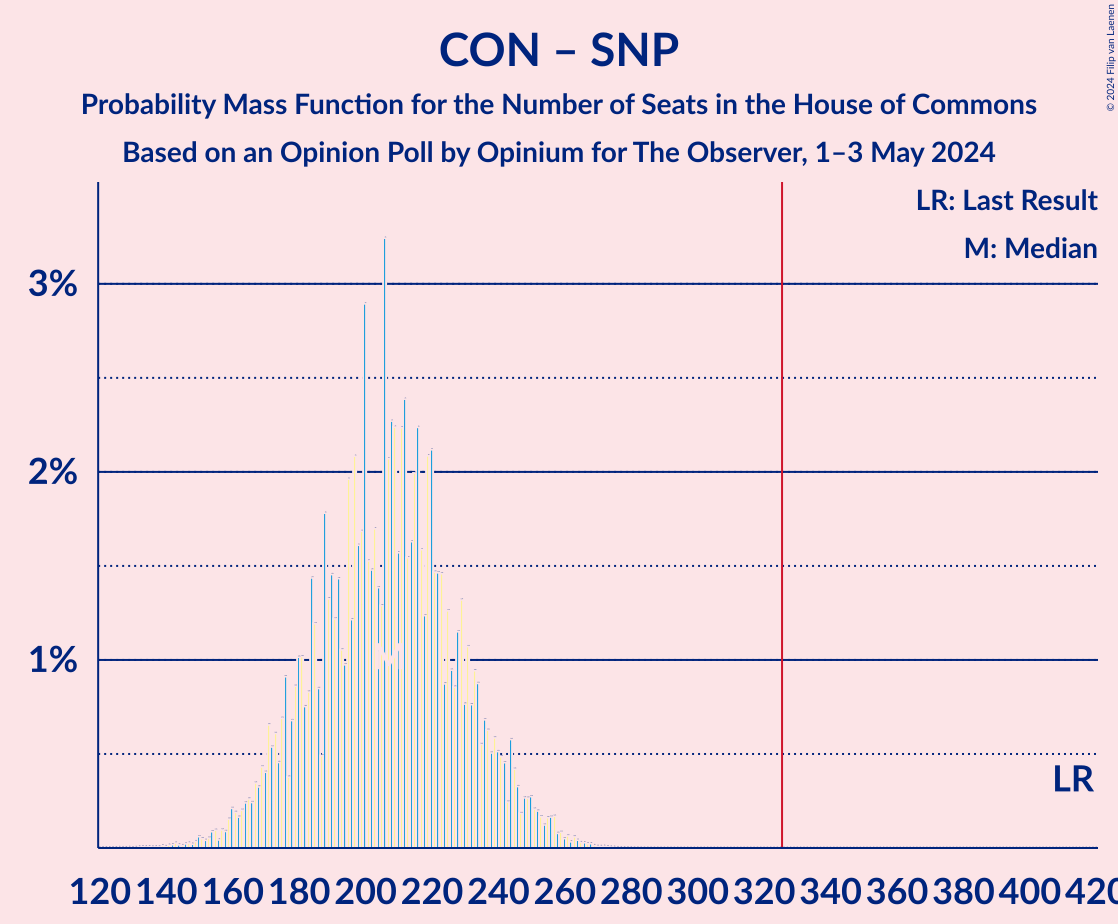 CON – SNP
Probability Mass Function for the Number of Seats in the House of Commons
Based on an Opinion Poll by Opinium for The Observer, 1–3 May 2024
© 2024 Filip van Laenen
LR: Last Result
M: Median
3%
2%
1%
M
LR
120 140 160 180 200 220 240 260 280 300 320 340 360 380 400 420